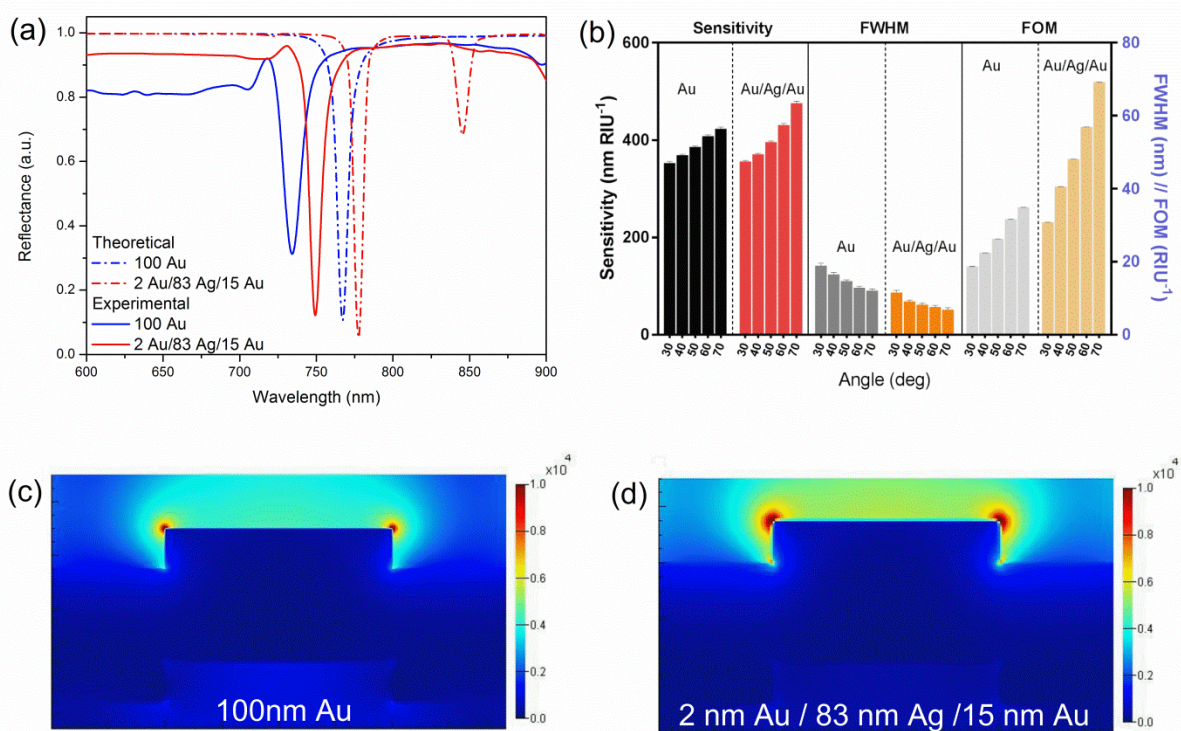 (a)
1.0
0.8
0.6
0.4
0.2
0.0
Reflectance (a.u.)
Theoretical
100 Au
2 Au/83 Ag/15 Au
Experimental
100 Au
2 Au/83 Ag/15 Au
600 650 700 750 800 850 900
Wavelength (nm)
(b)
Sensitivity FWHM FOM
600
400
200
0
Sensitivity (nm RIU⁻¹)
Au
Au/Ag/Au
Au
Au/Ag/Au
Au
Au/Ag/Au
80
60
40
20
0
FWHM (nm) // FOM (RIU⁻¹)
30 40 50 60 70 30 40 50 60 70 30 40 50 60 70 30 40 50 60 70 30 40 50 60 70 30 40 50 60 70
Angle (deg)
(c)
100nm Au
x10⁴
1.0
0.8
0.6
0.4
0.2
0.0
(d)
2 nm Au / 83 nm Ag /15 nm Au
x10⁴
1.0
0.8
0.6
0.4
0.2
0.0